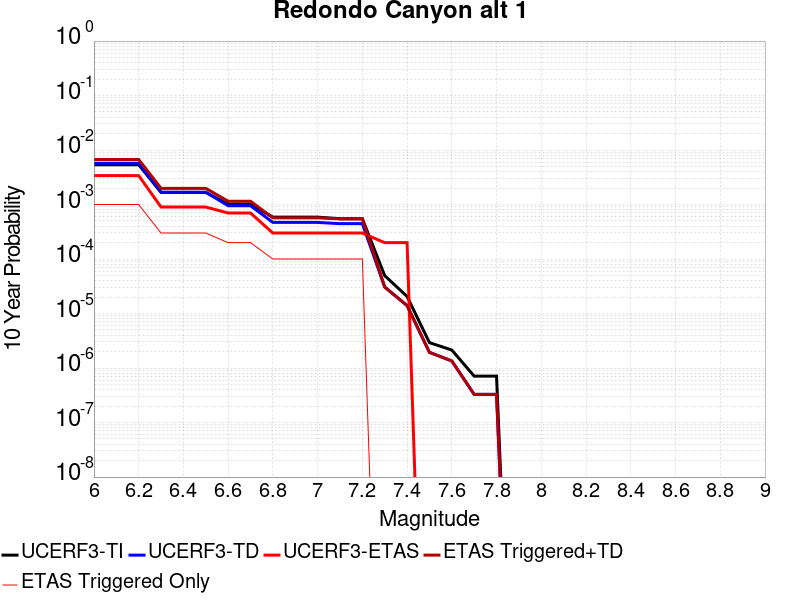 Redondo Canyon alt 1
10^0
10^-1
10^-2
10^-3
10^-4
10^-5
10^-6
10^-7
10^-8
10 Year Probability
6 6.2 6.4 6.6 6.8 7 7.2 7.4 7.6 7.8 8 8.2 8.4 8.6 8.8 9
Magnitude
UCERF3-TI UCERF3-TD UCERF3-ETAS ETAS Triggered+TD
ETAS Triggered Only